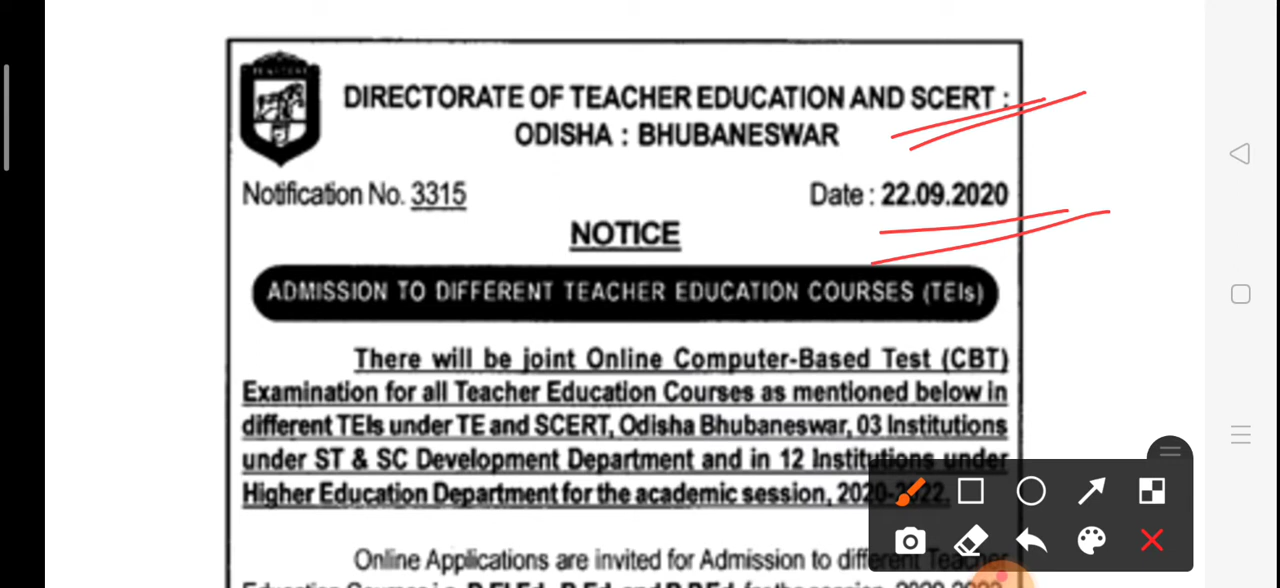 DIRECTORATE OF TEACHER EDUCATION AND SCERT :
ODISHA : BHUBANESWAR
Notification No. 3315 Date : 22.09.2020
NOTICE
ADMISSION TO DIFFERENT TEACHER EDUCATION COURSES (TEIs)
There will be joint Online Computer-Based Test (CBT)
Examination for all Teacher Education Courses as mentioned below in
different TEIs under TE and SCERT, Odisha Bhubaneswar, 03 Institutions
under ST & SC Development Department and in 12 Institutions under
Higher Education Department for the academic session, 2020-2022.
Online Applications are invited for Admission to different Teacher